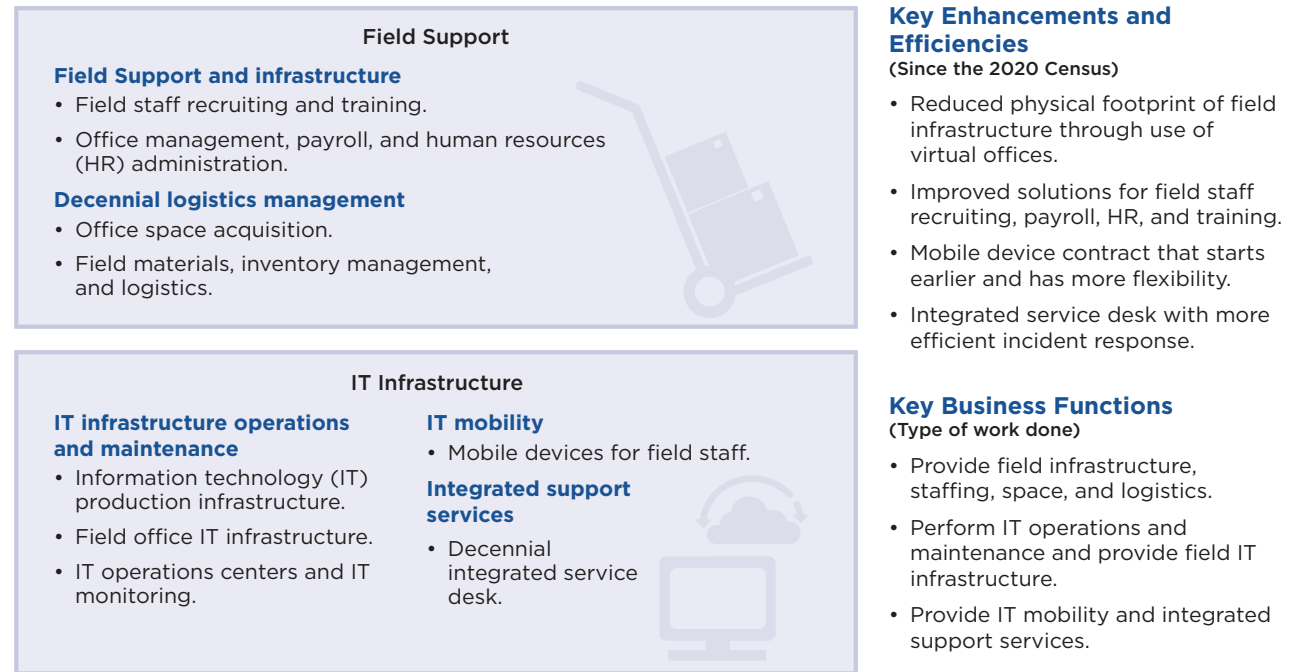 Field Support
Field Support and infrastructure
• Field staff recruiting and training.
• Office management, payroll, and human resources
(HR) administration.
Decennial logistics management
• Office space acquisition.
• Field materials, inventory management,
and logistics.
IT Infrastructure
IT infrastructure operations
and maintenance
• Information technology (IT)
production infrastructure.
• Field office IT infrastructure.
• IT operations centers and IT
monitoring.
IT mobility
• Mobile devices for field staff.
Integrated support
services
• Decennial
integrated service
desk.
Key Enhancements and
Efficiencies
(Since the 2020 Census)
• Reduced physical footprint of field
infrastructure through use of
virtual offices.
• Improved solutions for field staff
recruiting, payroll, HR, and training.
• Mobile device contract that starts
earlier and has more flexibility.
• Integrated service desk with more
efficient incident response.
Key Business Functions
(Type of work done)
• Provide field infrastructure,
staffing, space, and logistics.
• Perform IT operations and
maintenance and provide field IT
infrastructure.
• Provide IT mobility and integrated
support services.